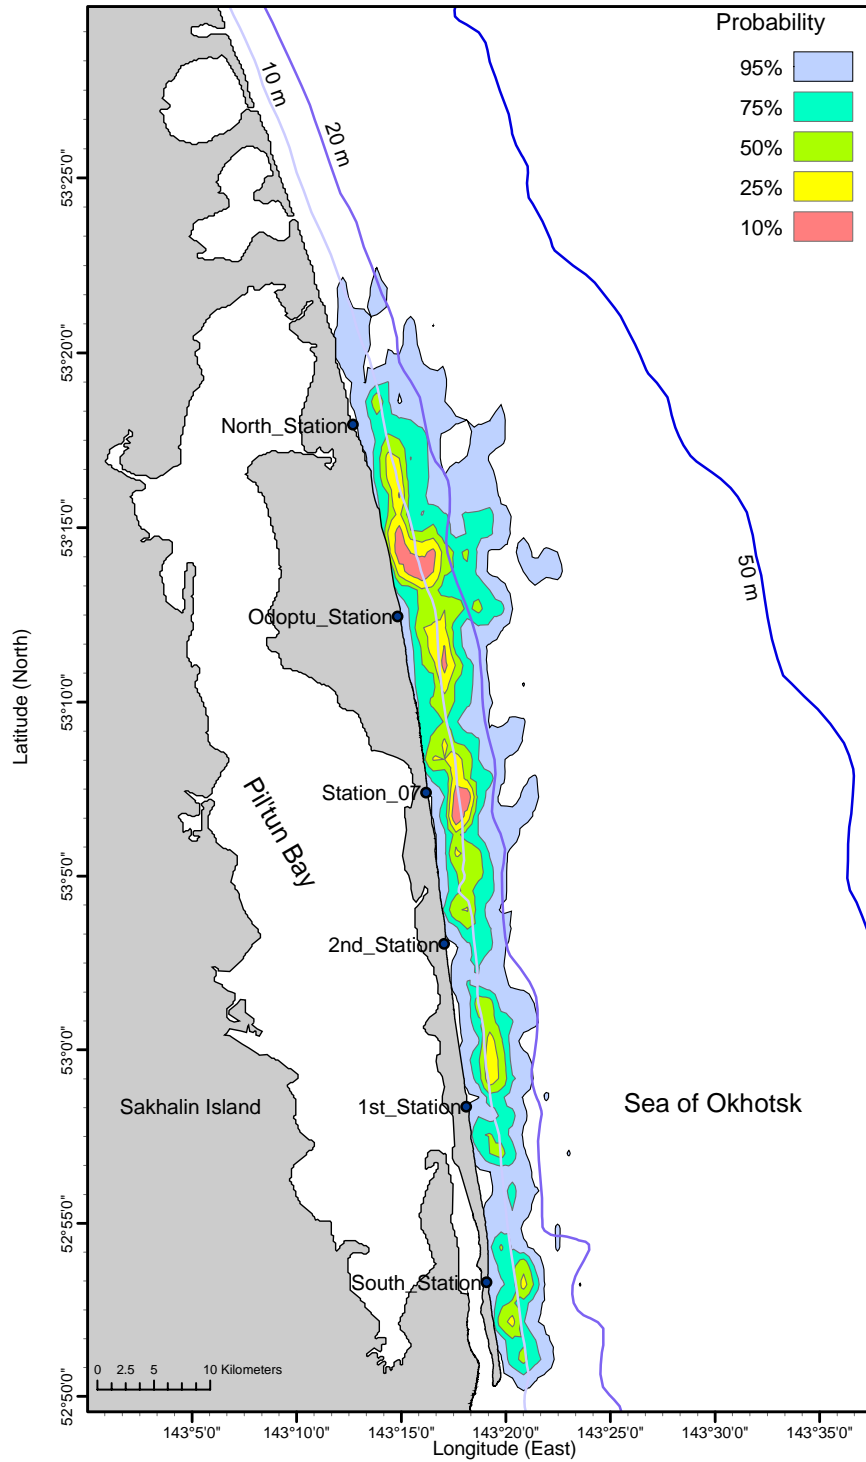 Probability
95%
75%
50%
25%
10%
10 m
20 m
50 m
53°25'0"
53°20'0"
53°15'0"
53°10'0"
53°5'0"
53°0'0"
52°55'0"
52°50'0"
Latitude (North)
North_Station
Odoptu_Station
Station_07
Pil'tun Bay
2nd_Station
1st_Station
Sakhalin Island
Sea of Okhotsk
South_Station
0 2.5 5 10 Kilometers
143°5'0" 143°10'0" 143°15'0" 143°20'0" 143°25'0" 143°30'0" 143°35'0"
Longitude (East)